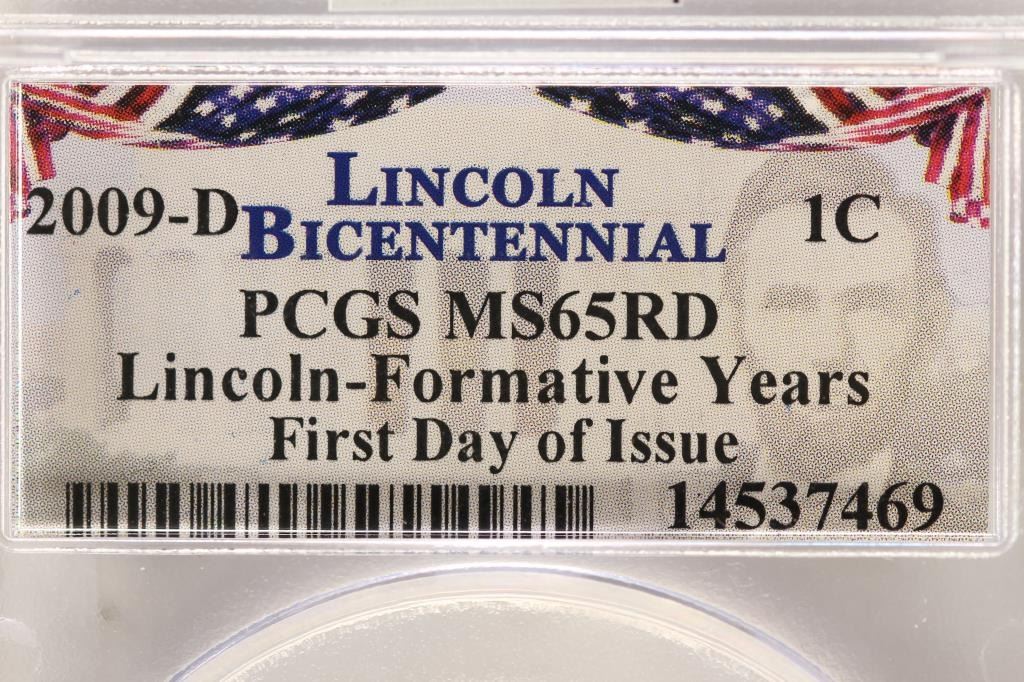 LINCOLN
2009-D BICENTENNIAL 1C
PCGS MS65RD
Lincoln-Formative Years
First Day of Issue
14537469